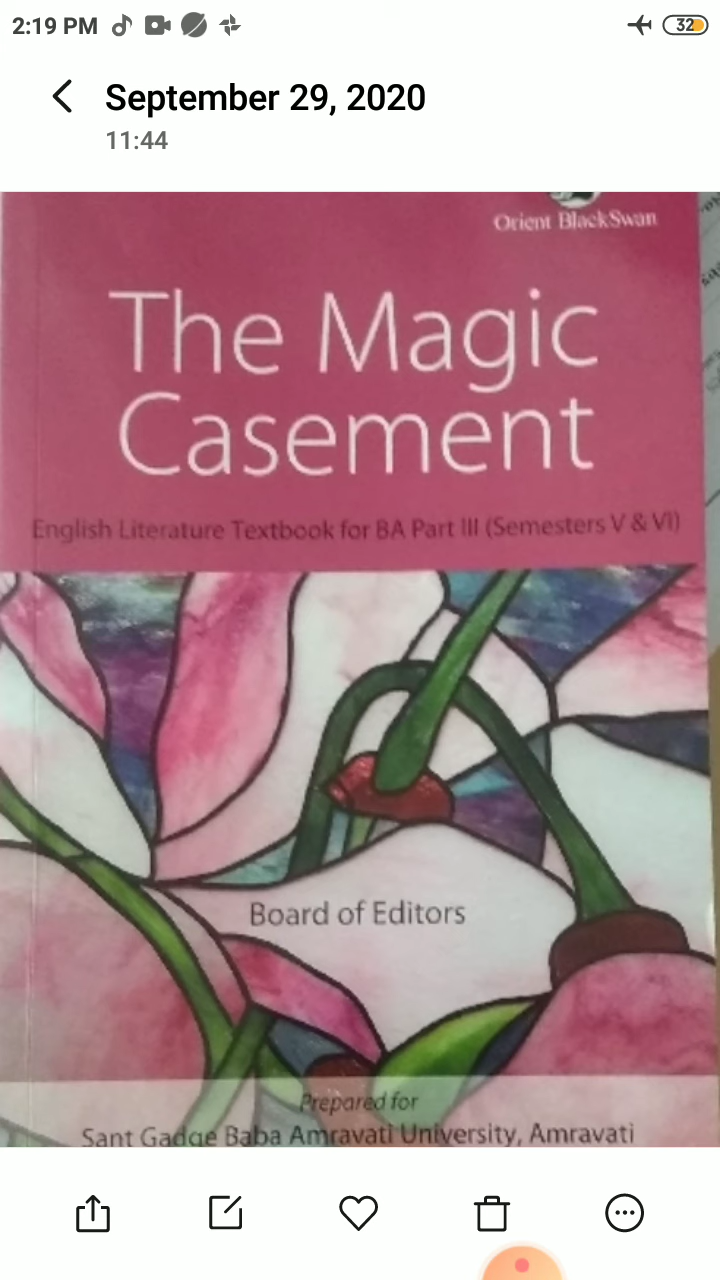 2:19 PM
32
September 29, 2020
11:44
Orient BlackSwan
The Magic
Casement
English Literature Textbook for BA Part III (Semesters V & VI)
Board of Editors
Prepared for
Sant Gadge Baba Amravati University, Amravati